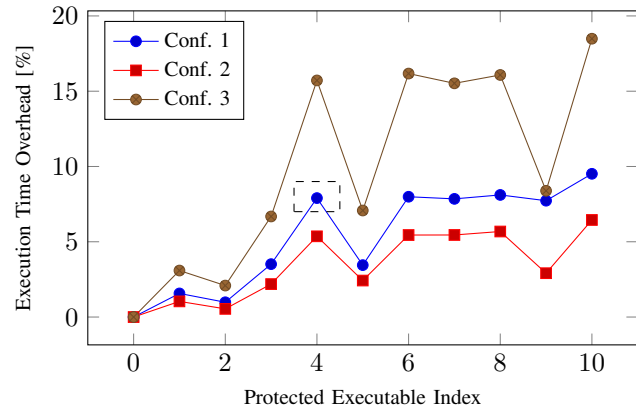 20
15
10
5
0
Execution Time Overhead [%]
Conf. 1
Conf. 2
Conf. 3
0 2 4 6 8 10
Protected Executable Index